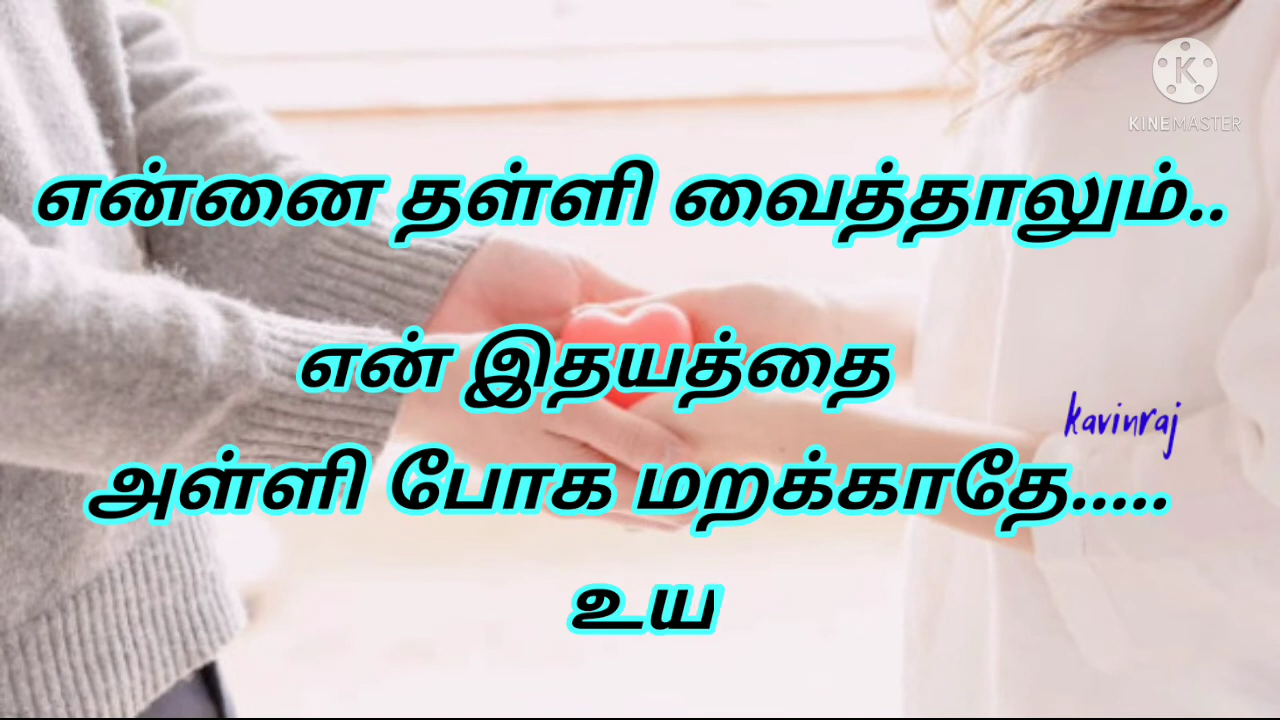 KINEMASTER
என்னை தள்ளி வைத்தாலும்..
என் இதயத்தை
kavinraj
அள்ளி போக மறக்காதே.....
உய